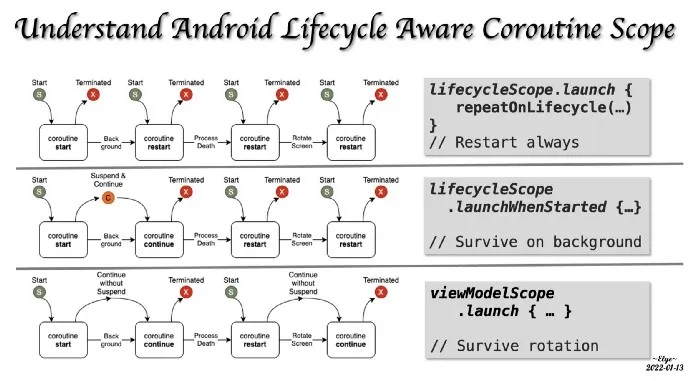 Understand Android Lifecycle Aware Coroutine Scope
Start
Terminated
Start
Terminated
Start
Terminated
Start
Terminated
S
X
S
X
S
X
S
X
coroutine
start
Back
ground
coroutine
restart
Process
Death
coroutine
restart
Rotate
Screen
coroutine
restart
lifecycleScope.launch {
repeatOnLifecycle(…)
}
// Restart always
Start
Suspend &
Continue
Terminated
Start
Terminated
Start
Terminated
S
C
X
S
X
S
X
coroutine
start
Back
ground
coroutine
continue
Process
Death
coroutine
restart
Rotate
Screen
coroutine
restart
lifecycleScope
.launchWhenStarted {…}
// Survive on background
Start
Continue
without
Suspend
Terminated
Start
Continue
without
Suspend
Terminated
S
X
S
X
coroutine
start
Back
ground
coroutine
continue
Process
Death
coroutine
restart
Rotate
Screen
coroutine
continue
viewModelScope
.launch { … }
// Survive rotation
~Elye~
2022-01-13